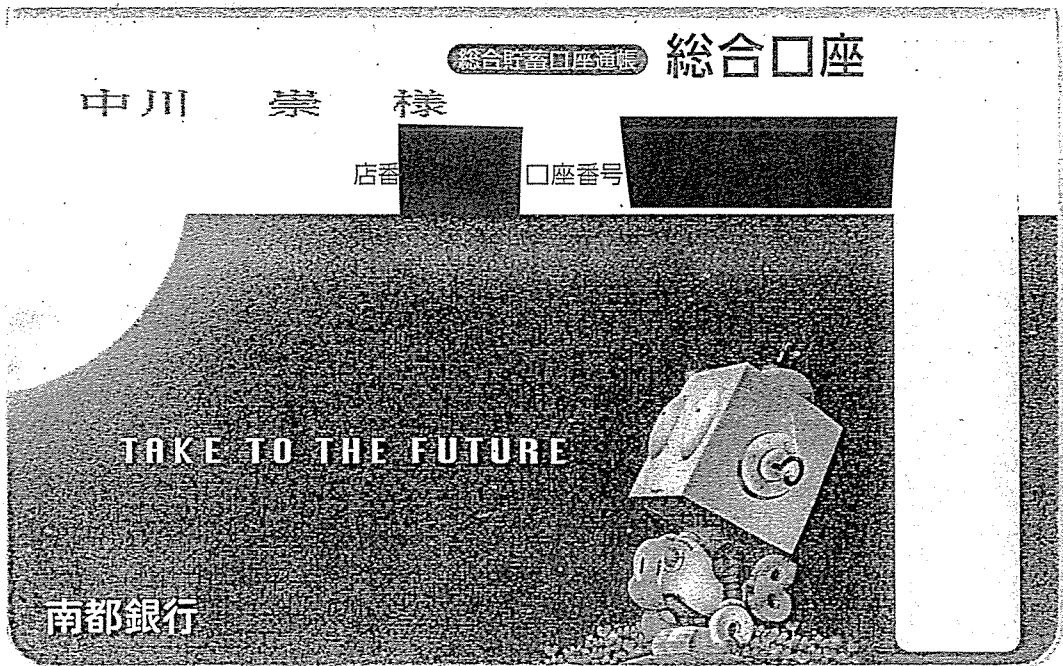 総合貯蓄口座通帳 総合口座
中川 崇 様
店番 口座番号
TAKE TO THE FUTURE
南都銀行